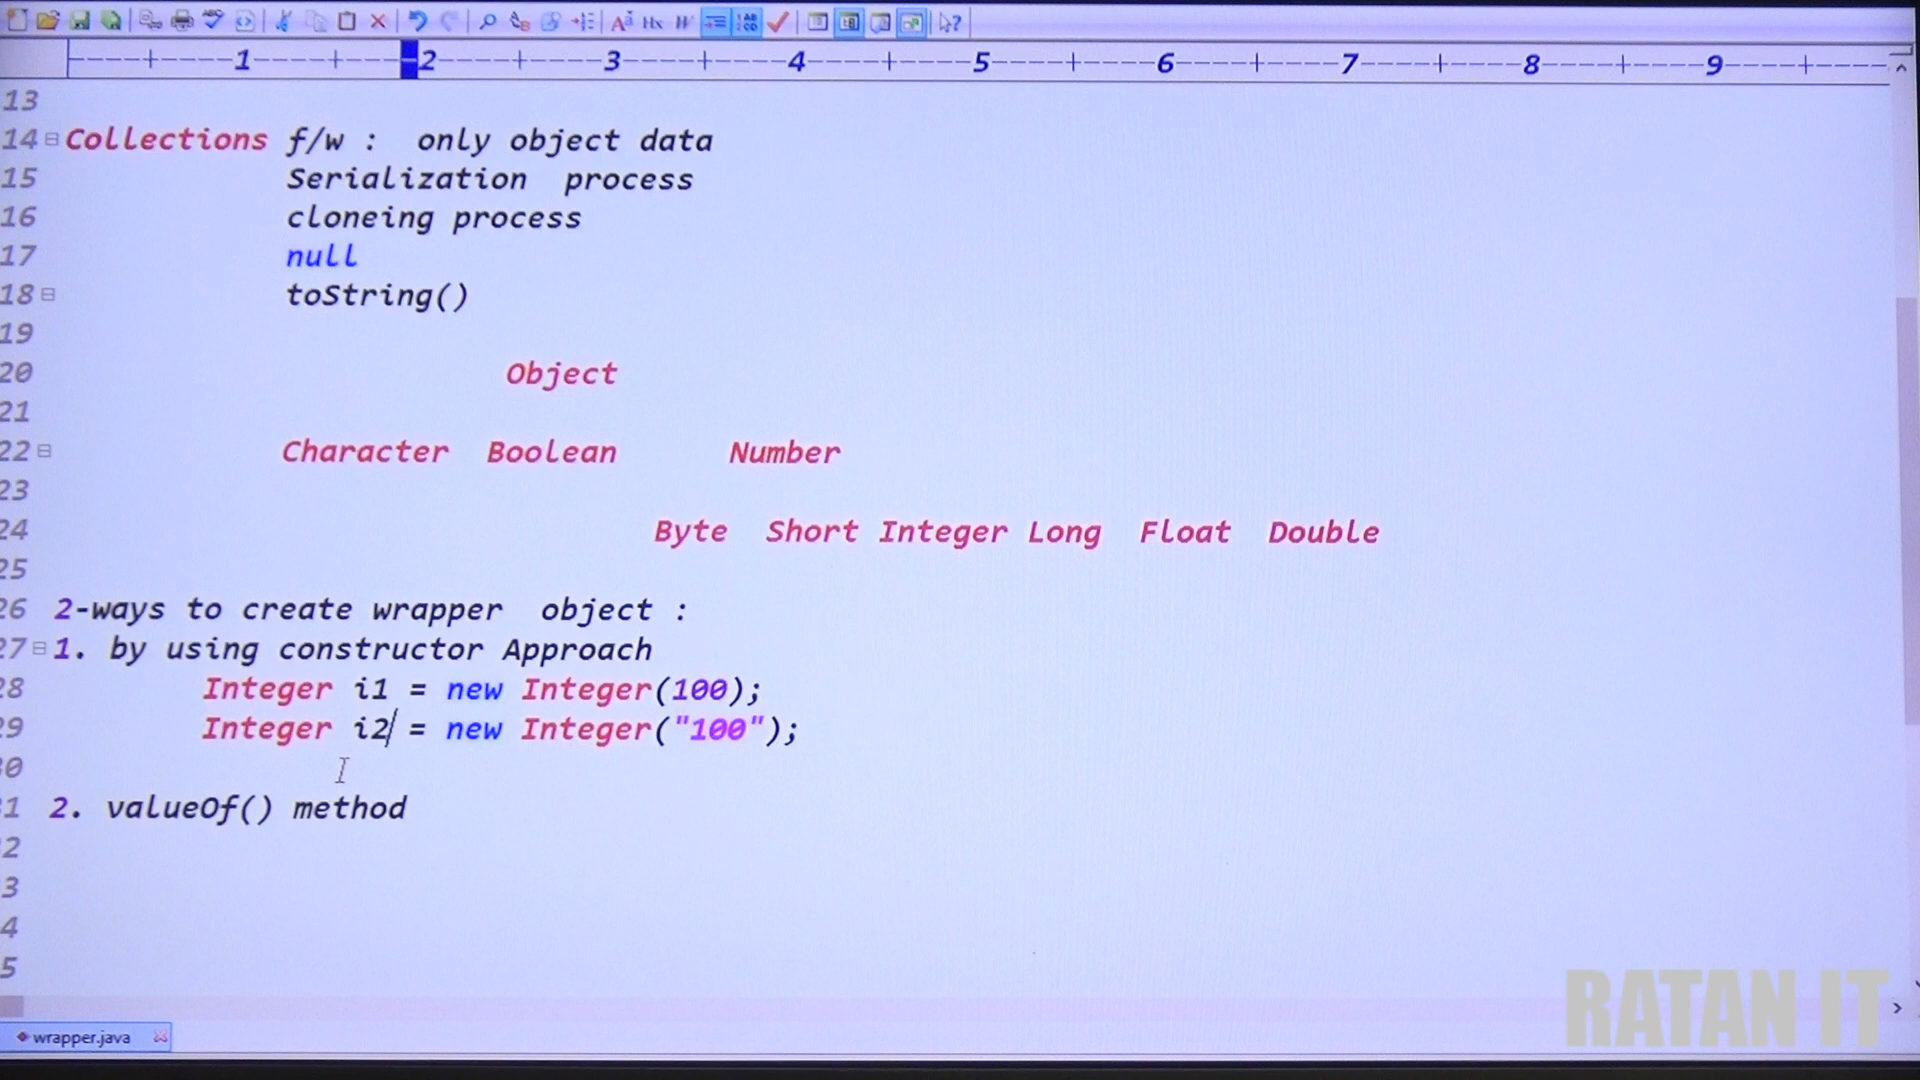 ----+----1----+----2----+----3----+----4----+----5----+----6----+----7----+----8----+----9----+----
13
14 Collections f/w : only object data
15 Serialization process
16 cloneing process
17 null
18 toString()
19
20 Object
21
22 Character Boolean Number
23
24 Byte Short Integer Long Float Double
25
26 2-ways to create wrapper object :
27 1. by using constructor Approach
28 Integer i1 = new Integer(100);
29 Integer i2 = new Integer("100");
30
31 2. valueOf() method
2
3
4
5
RATAN IT
wrapper.java